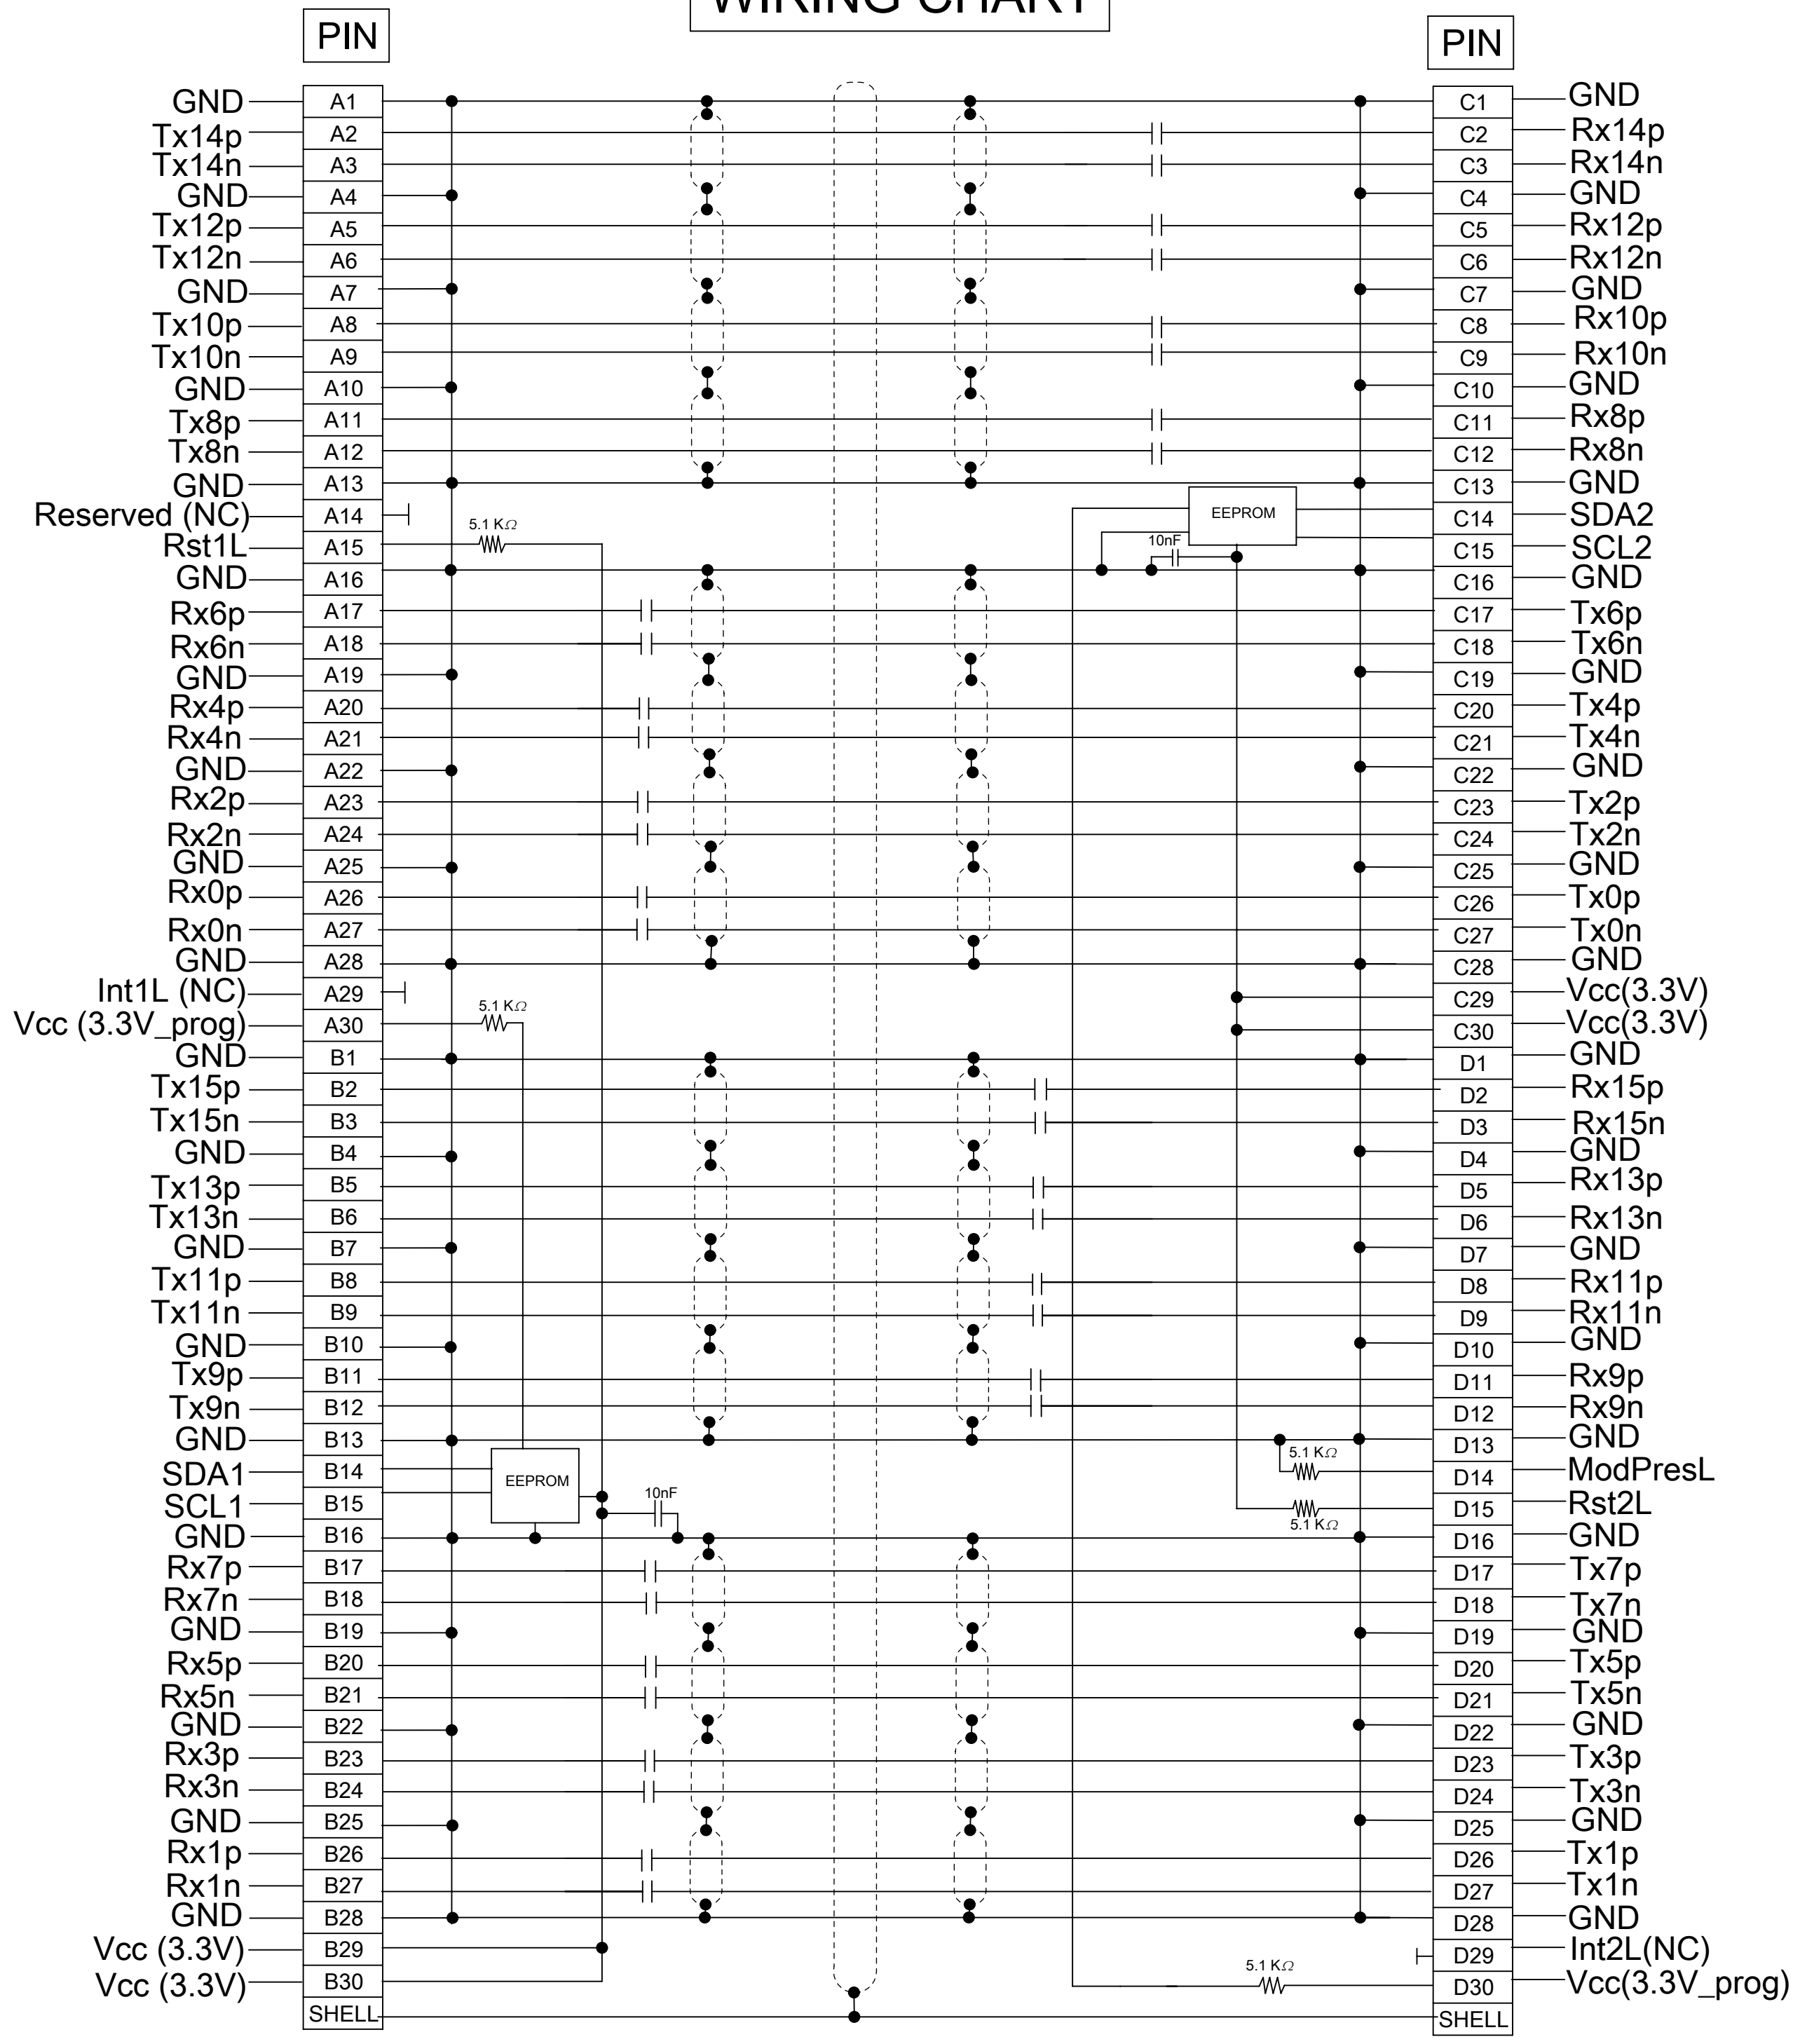 WIRING CHART
PIN PIN
GND A1 C1 GND
Tx14p A2 C2 Rx14p
Tx14n A3 C3 Rx14n
GND A4 C4 GND
Tx12p A5 C5 Rx12p
Tx12n A6 C6 Rx12n
GND A7 C7 GND
Tx10p A8 C8 Rx10p
Tx10n A9 C9 Rx10n
GND A10 C10 GND
Tx8p A11 C11 Rx8p
Tx8n A12 C12 Rx8n
GND A13 C13 GND
Reserved (NC) A14 EEPROM C14 SDA2
Rst1L A15 5.1 KΩ 10nF C15 SCL2
GND A16 C16 GND
Rx6p A17 C17 Tx6p
Rx6n A18 C18 Tx6n
GND A19 C19 GND
Rx4p A20 C20 Tx4p
Rx4n A21 C21 Tx4n
GND A22 C22 GND
Rx2p A23 C23 Tx2p
Rx2n A24 C24 Tx2n
GND A25 C25 GND
Rx0p A26 C26 Tx0p
Rx0n A27 C27 Tx0n
GND A28 C28 GND
Int1L (NC) A29 C29 Vcc(3.3V)
Vcc (3.3V_prog) A30 5.1 KΩ C30 Vcc(3.3V)
GND B1 D1 GND
Tx15p B2 D2 Rx15p
Tx15n B3 D3 Rx15n
GND B4 D4 GND
Tx13p B5 D5 Rx13p
Tx13n B6 D6 Rx13n
GND B7 D7 GND
Tx11p B8 D8 Rx11p
Tx11n B9 D9 Rx11n
GND B10 D10 GND
Tx9p B11 D11 Rx9p
Tx9n B12 D12 Rx9n
GND B13 D13 GND
SDA1 B14 EEPROM 5.1 KΩ D14 ModPresL
SCL1 B15 10nF 5.1 KΩ D15 Rst2L
GND B16 D16 GND
Rx7p B17 D17 Tx7p
Rx7n B18 D18 Tx7n
GND B19 D19 GND
Rx5p B20 D20 Tx5p
Rx5n B21 D21 Tx5n
GND B22 D22 GND
Rx3p B23 D23 Tx3p
Rx3n B24 D24 Tx3n
GND B25 D25 GND
Rx1p B26 D26 Tx1p
Rx1n B27 D27 Tx1n
GND B28 D28 GND
Vcc (3.3V) B29 D29 Int2L(NC)
Vcc (3.3V) B30 5.1 KΩ D30 Vcc(3.3V_prog)
SHELL SHELL